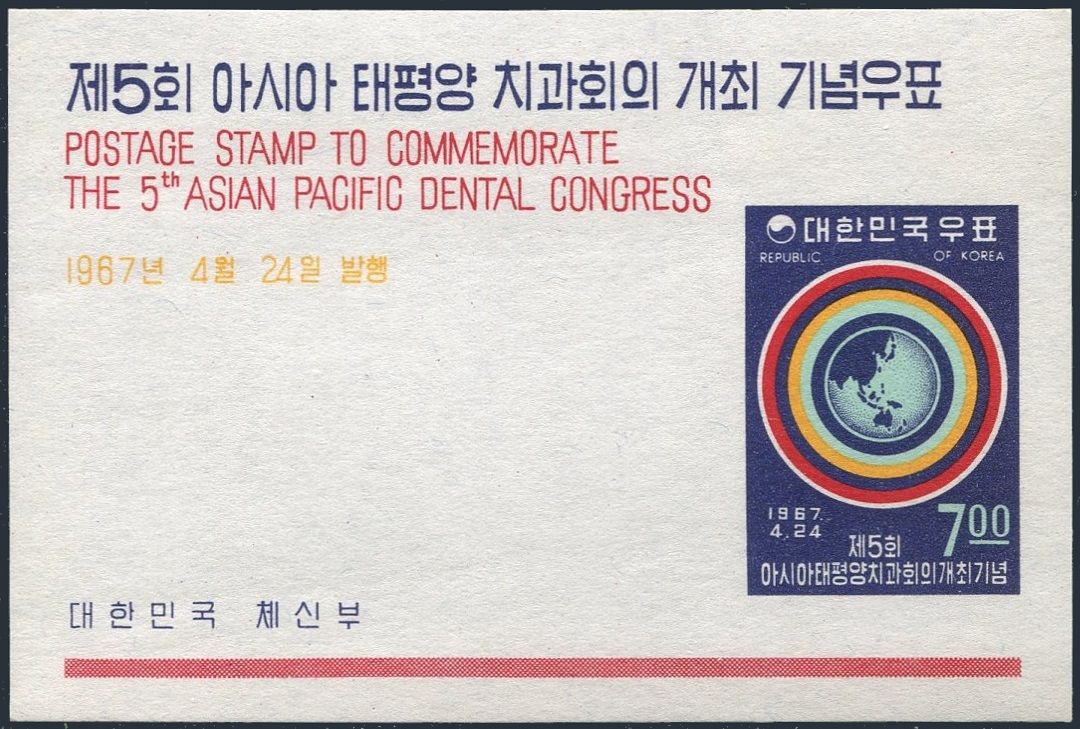 제5회 아시아 태평양 치과회의 개최 기념우표
POSTAGE STAMP TO COMMEMORATE
THE 5th ASIAN PACIFIC DENTAL CONGRESS
1967년 4월 24일 발행
대한민국우표
REPUBLIC OF KOREA
1967.
4.24
7.00
제5회
아시아태평양치과회의개최기념
대한민국 체신부